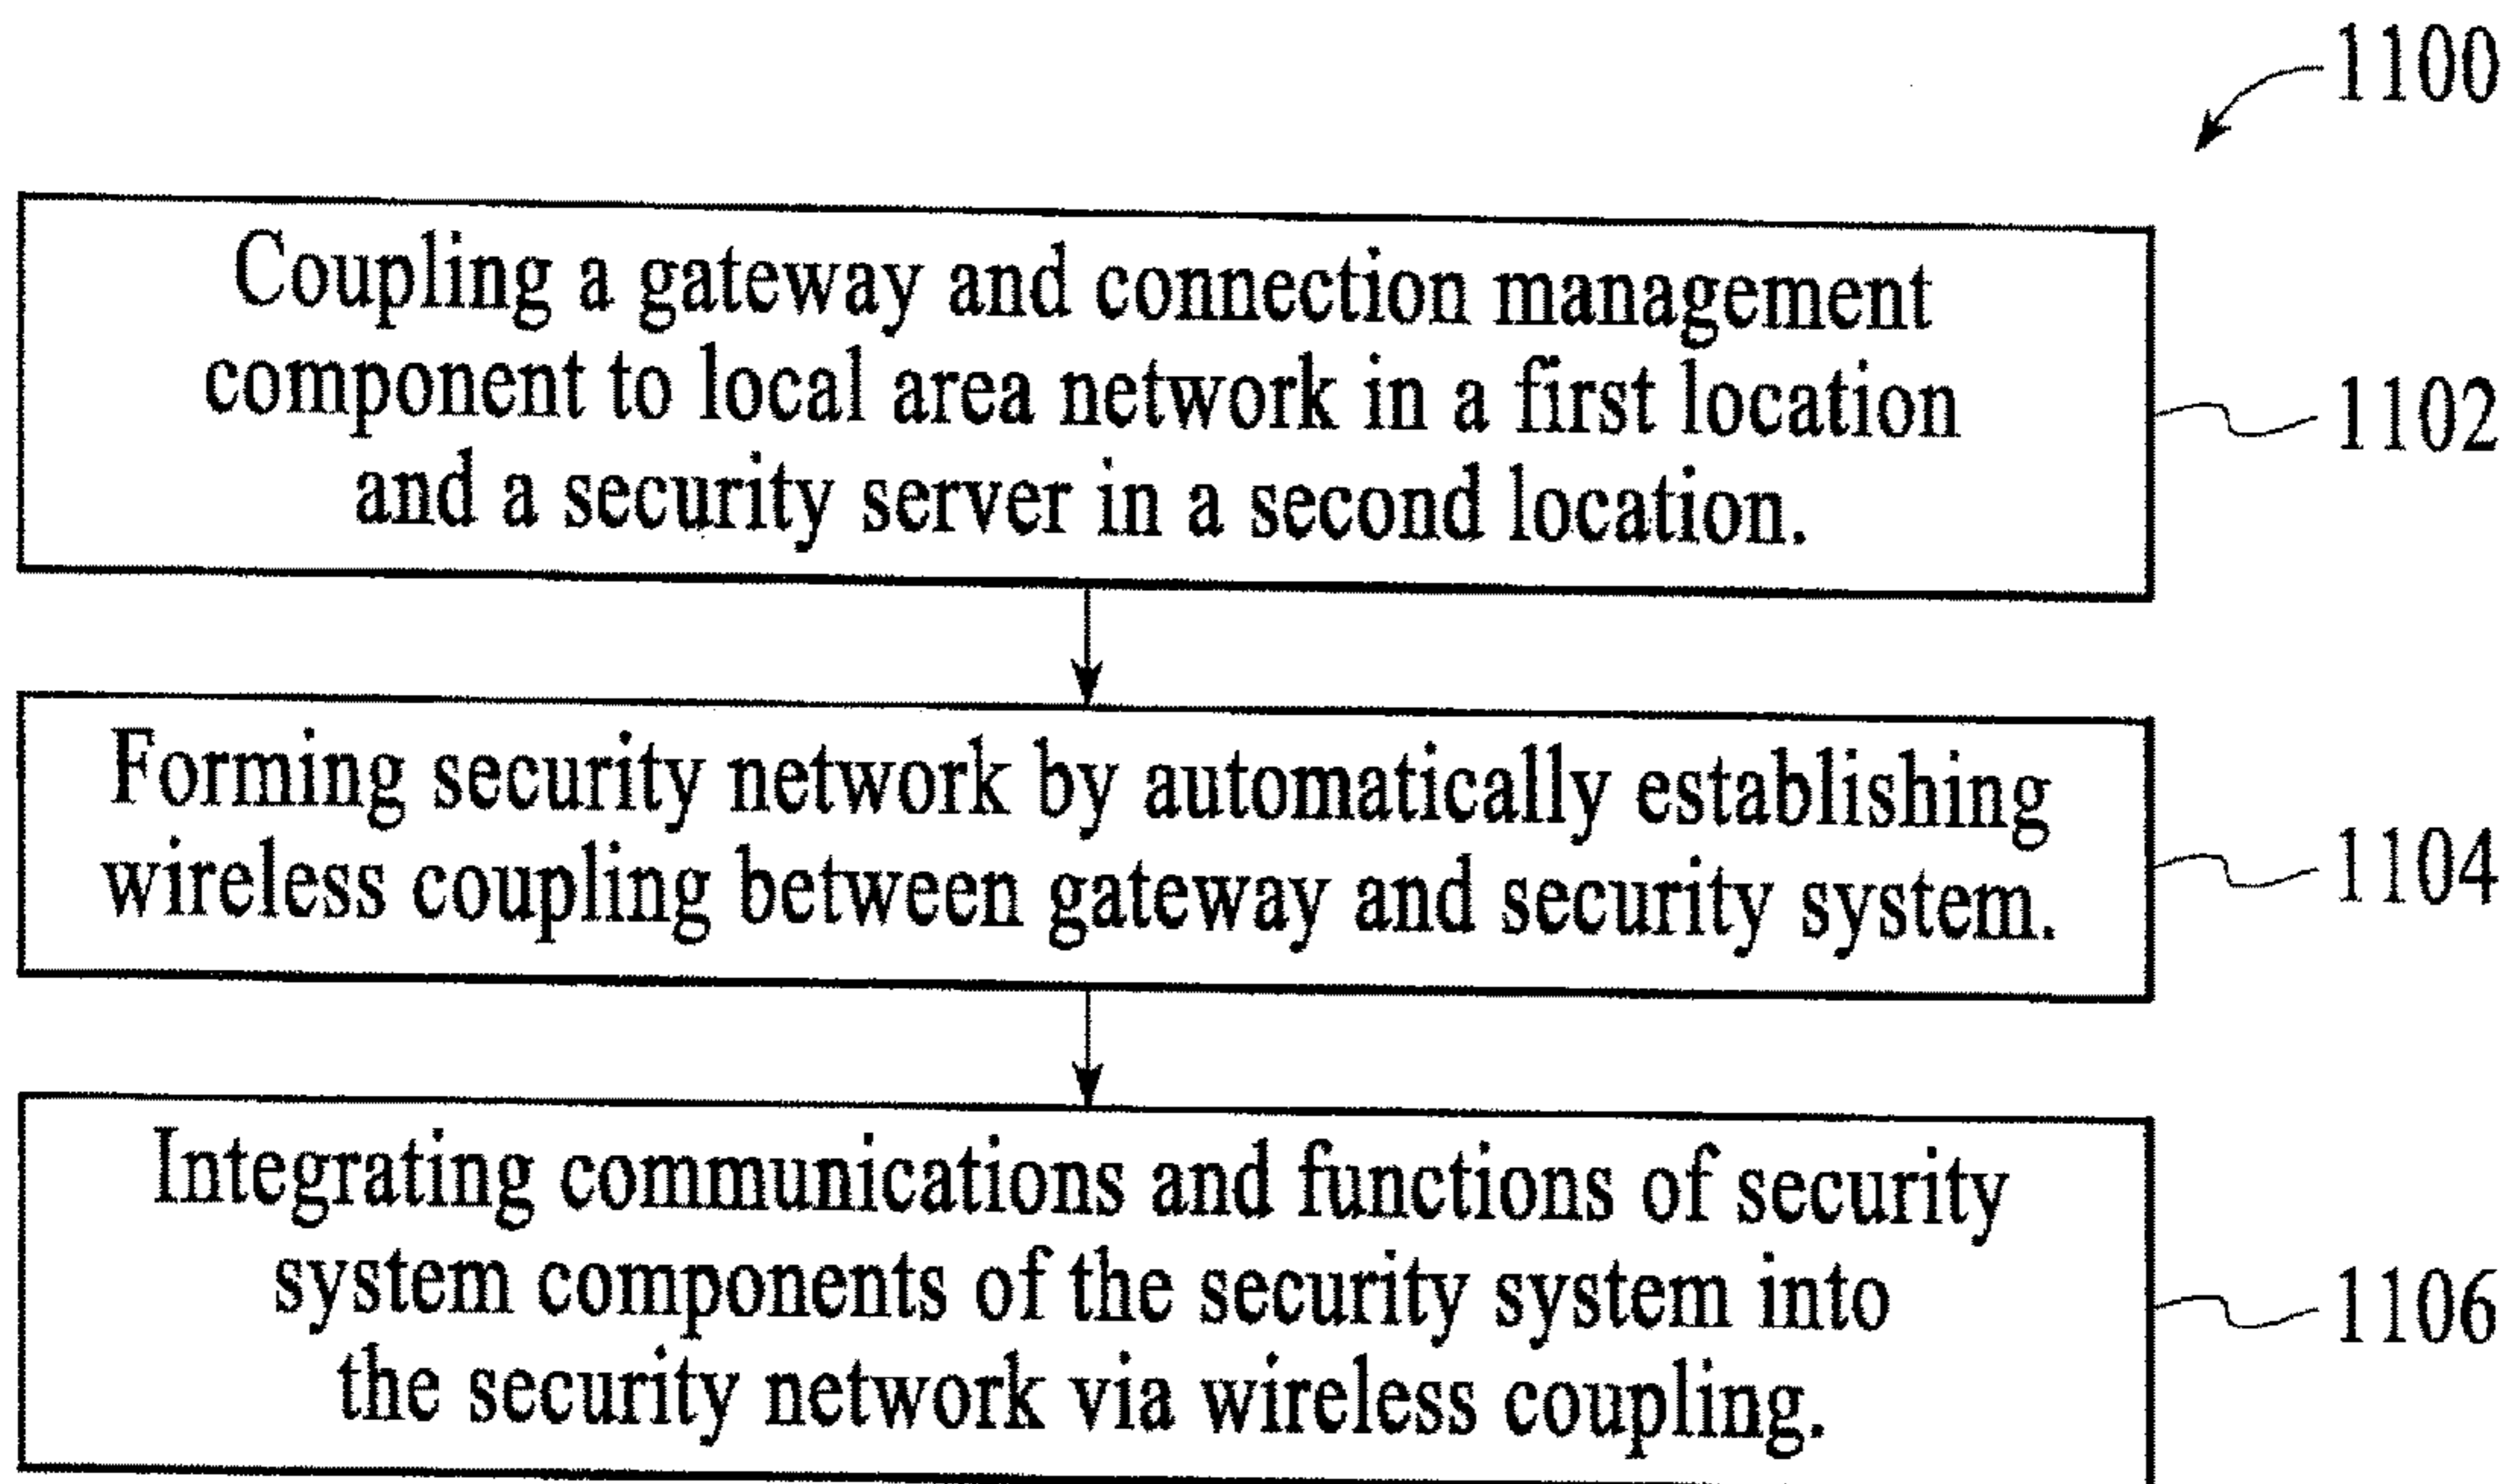 1100
Coupling a gateway and connection management
component to local area network in a first location
and a security server in a second location.
1102
Forming security network by automatically establishing
wireless coupling between gateway and security system.
1104
Integrating communications and functions of security
system components of the security system into
the security network via wireless coupling.
1106